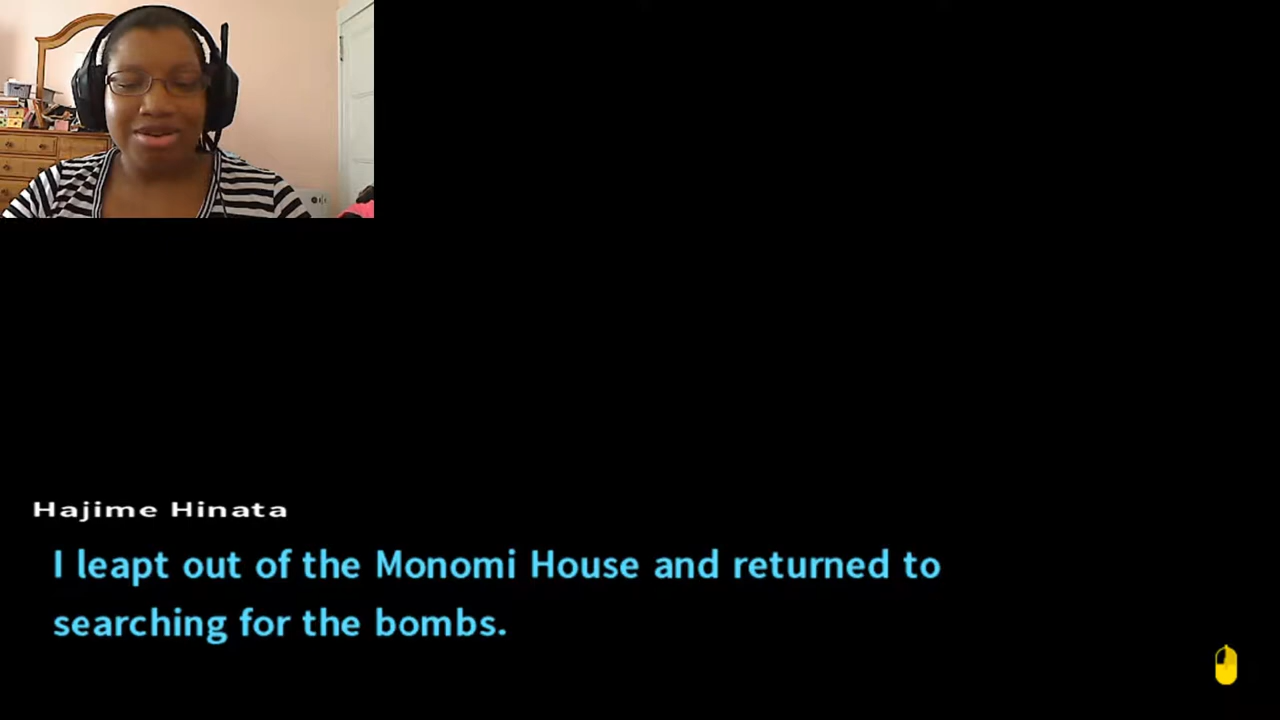 Hajime Hinata
I leapt out of the Monomi House and returned to
searching for the bombs.